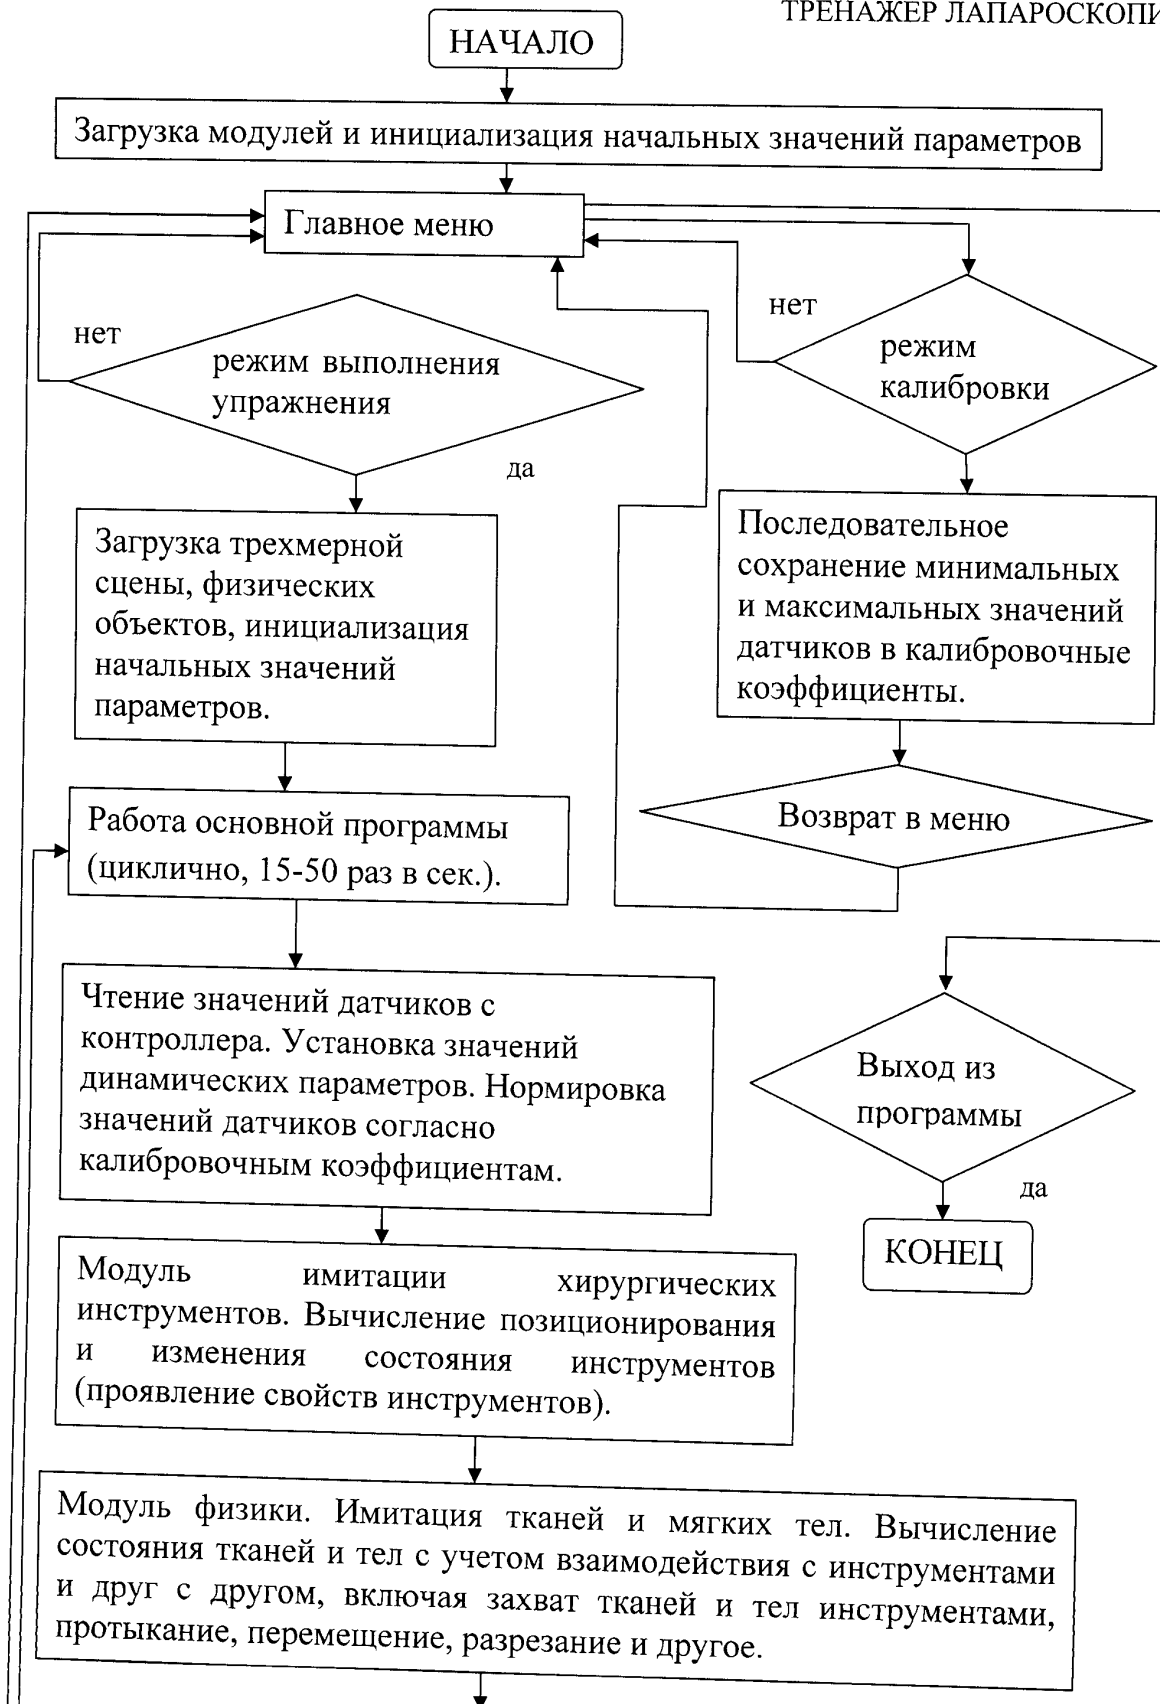 ТРЕНАЖЕР ЛАПАРОСКОПИ
НАЧАЛО
Загрузка модулей и инициализация начальных значений параметров
Главное меню
нет
режим выполнения
упражнения
да
нет
режим
калибровки
Загрузка трехмерной
сцены, физических
объектов, инициализация
начальных значений
параметров.
Последовательное
сохранение минимальных
и максимальных значений
датчиков в калибровочные
коэффициенты.
Возврат в меню
Работа основной программы
(циклично, 15-50 раз в сек.).
Чтение значений датчиков с
контроллера. Установка значений
динамических параметров. Нормировка
значений датчиков согласно
калибровочным коэффициентам.
Выход из
программы
да
КОНЕЦ
Модуль имитации хирургических
инструментов. Вычисление позиционирования
и изменения состояния инструментов
(проявление свойств инструментов).
Модуль физики. Имитация тканей и мягких тел. Вычисление
состояния тканей и тел с учетом взаимодействия с инструментами
и друг с другом, включая захват тканей и тел инструментами,
протыкание, перемещение, разрезание и другое.